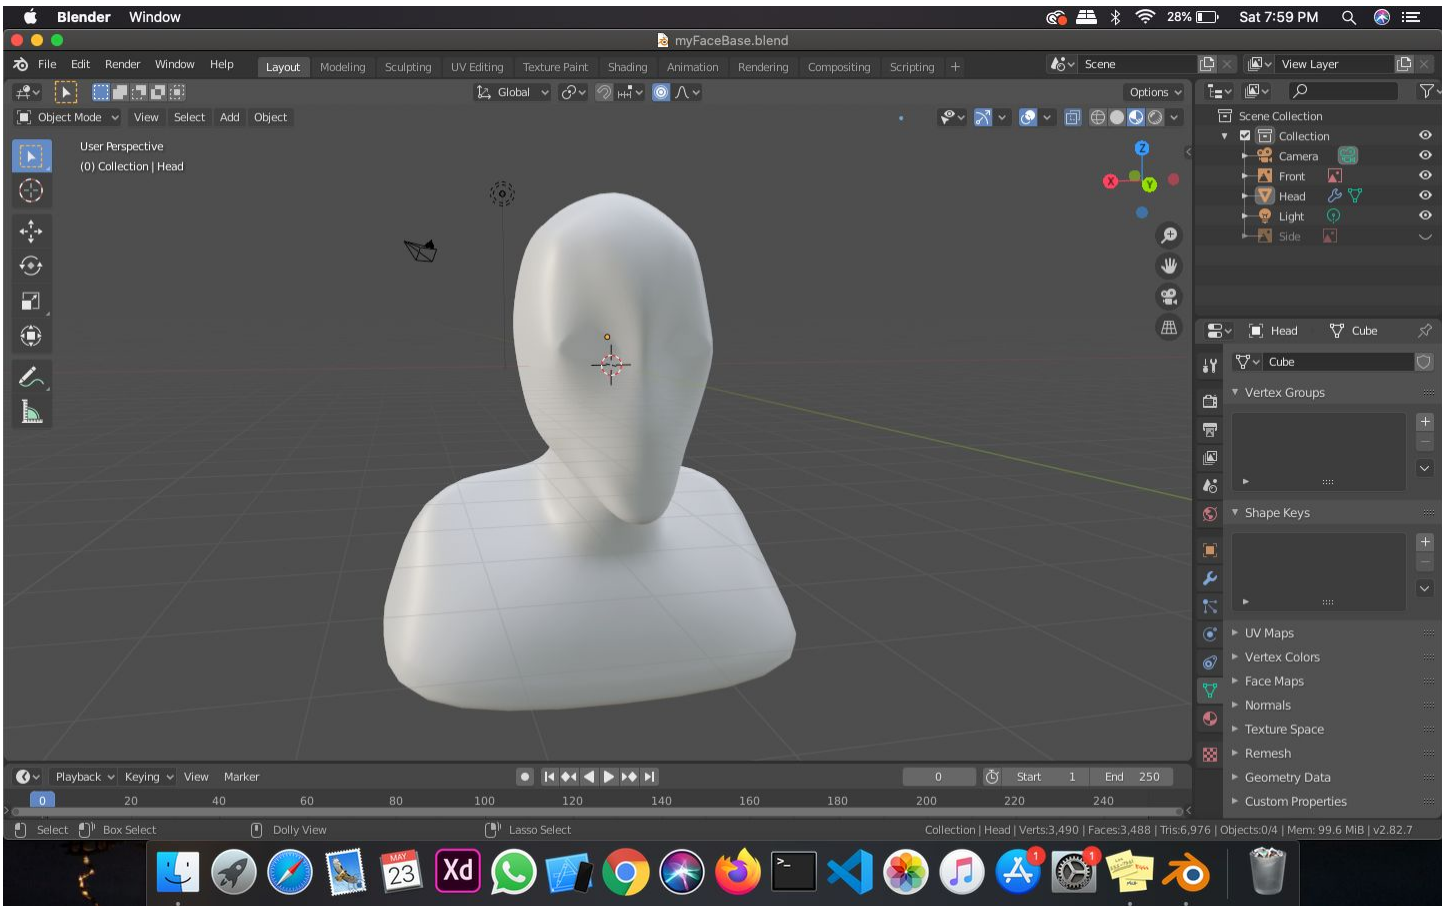 Blender Window 28% Sat 7:59 PM
myFaceBase.blend
File Edit Render Window Help Layout Modeling Sculpting UV Editing Texture Paint Shading Animation Rendering Compositing Scripting + Scene View Layer
Global Options
Object Mode View Select Add Object
User Perspective
(0) Collection | Head
Z
X
Y
Scene Collection
Collection
Camera
Front
Head
Light
Side
Head Cube
Cube
Vertex Groups
Shape Keys
UV Maps
Vertex Colors
Face Maps
Normals
Texture Space
Remesh
Geometry Data
Custom Properties
Playback Keying View Marker 0 Start 1 End 250
0 20 40 60 80 100 120 140 160 180 200 220 240
Select Box Select Dolly View Lasso Select Collection | Head | Verts:3,490 | Faces:3,488 | Tris:6,976 | Objects:0/4 | Mem: 99.6 MiB | v2.82.7
MAY
23
Xd
>_
1
1